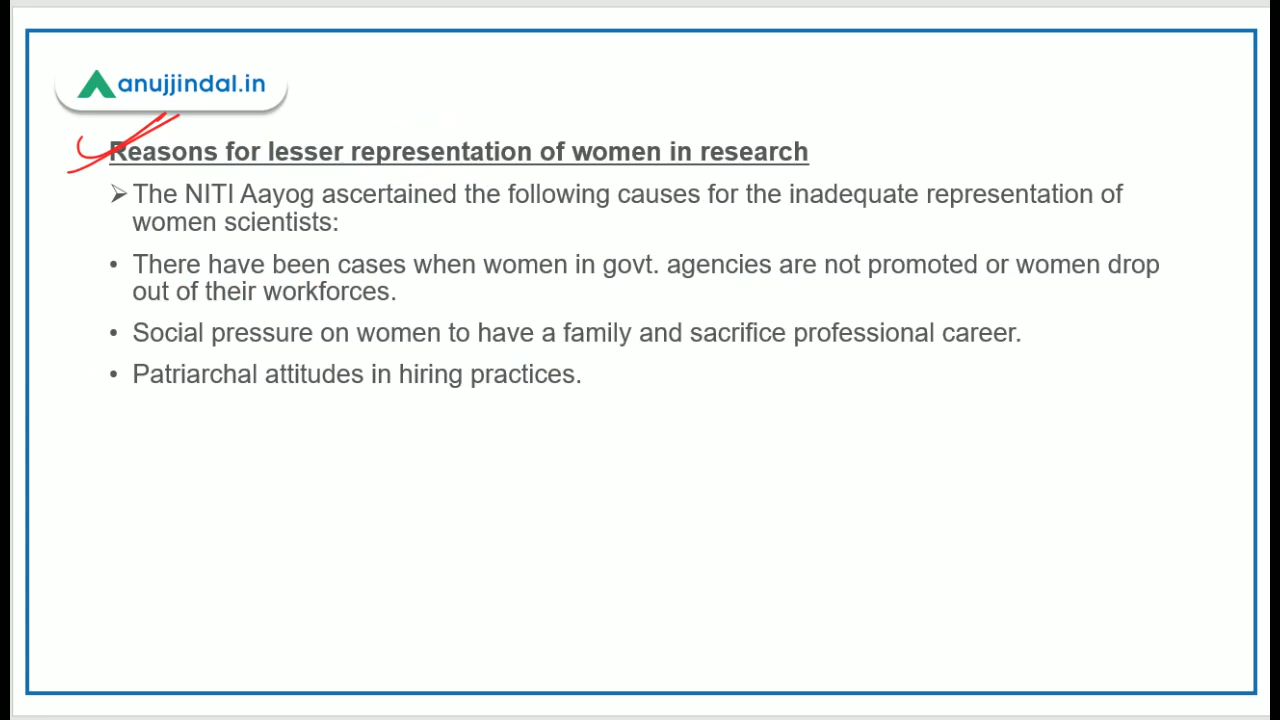 anujjindal.in
Reasons for lesser representation of women in research
➢ The NITI Aayog ascertained the following causes for the inadequate representation of
women scientists:
• There have been cases when women in govt. agencies are not promoted or women drop
out of their workforces.
• Social pressure on women to have a family and sacrifice professional career.
• Patriarchal attitudes in hiring practices.